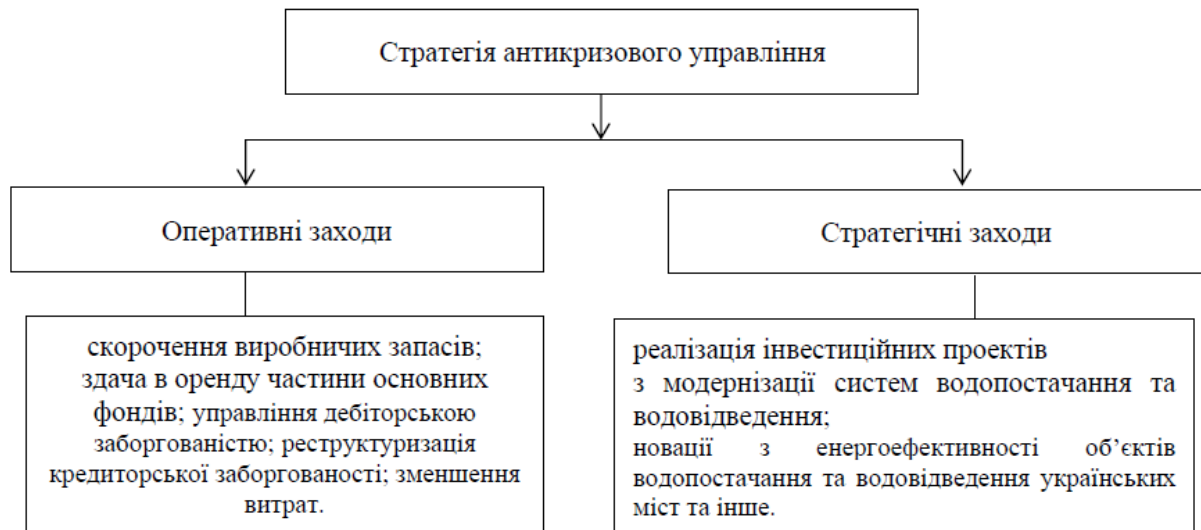 Стратегія антикризового управління
Оперативні заходи
Стратегічні заходи
скорочення виробничих запасів;
здача в оренду частини основних
фондів; управління дебіторською
заборгованістю; реструктуризація
кредиторської заборгованості; зменшення
витрат.
реалізація інвестиційних проектів
з модернізації систем водопостачання та
водовідведення;
новації з енергоефективності об’єктів
водопостачання та водовідведення українських
міст та інше.